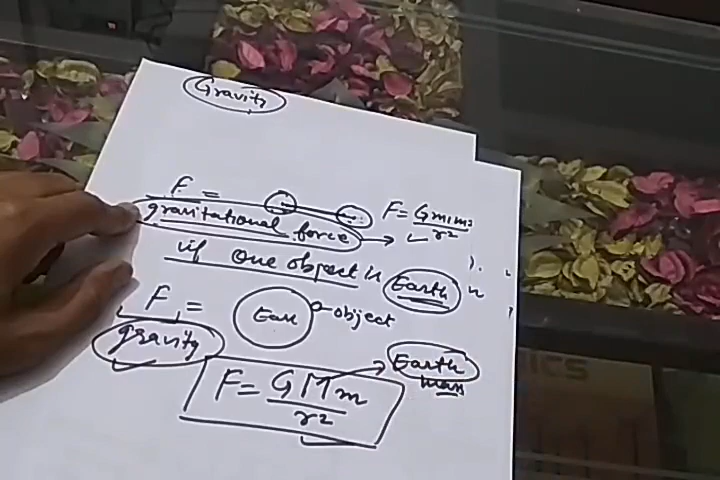 Gravity
F =
F = Gm1m2/r2
gravitational force →
if one object is Earth
F =
Earth
object
gravity
Earth mass
F = GMm/r2